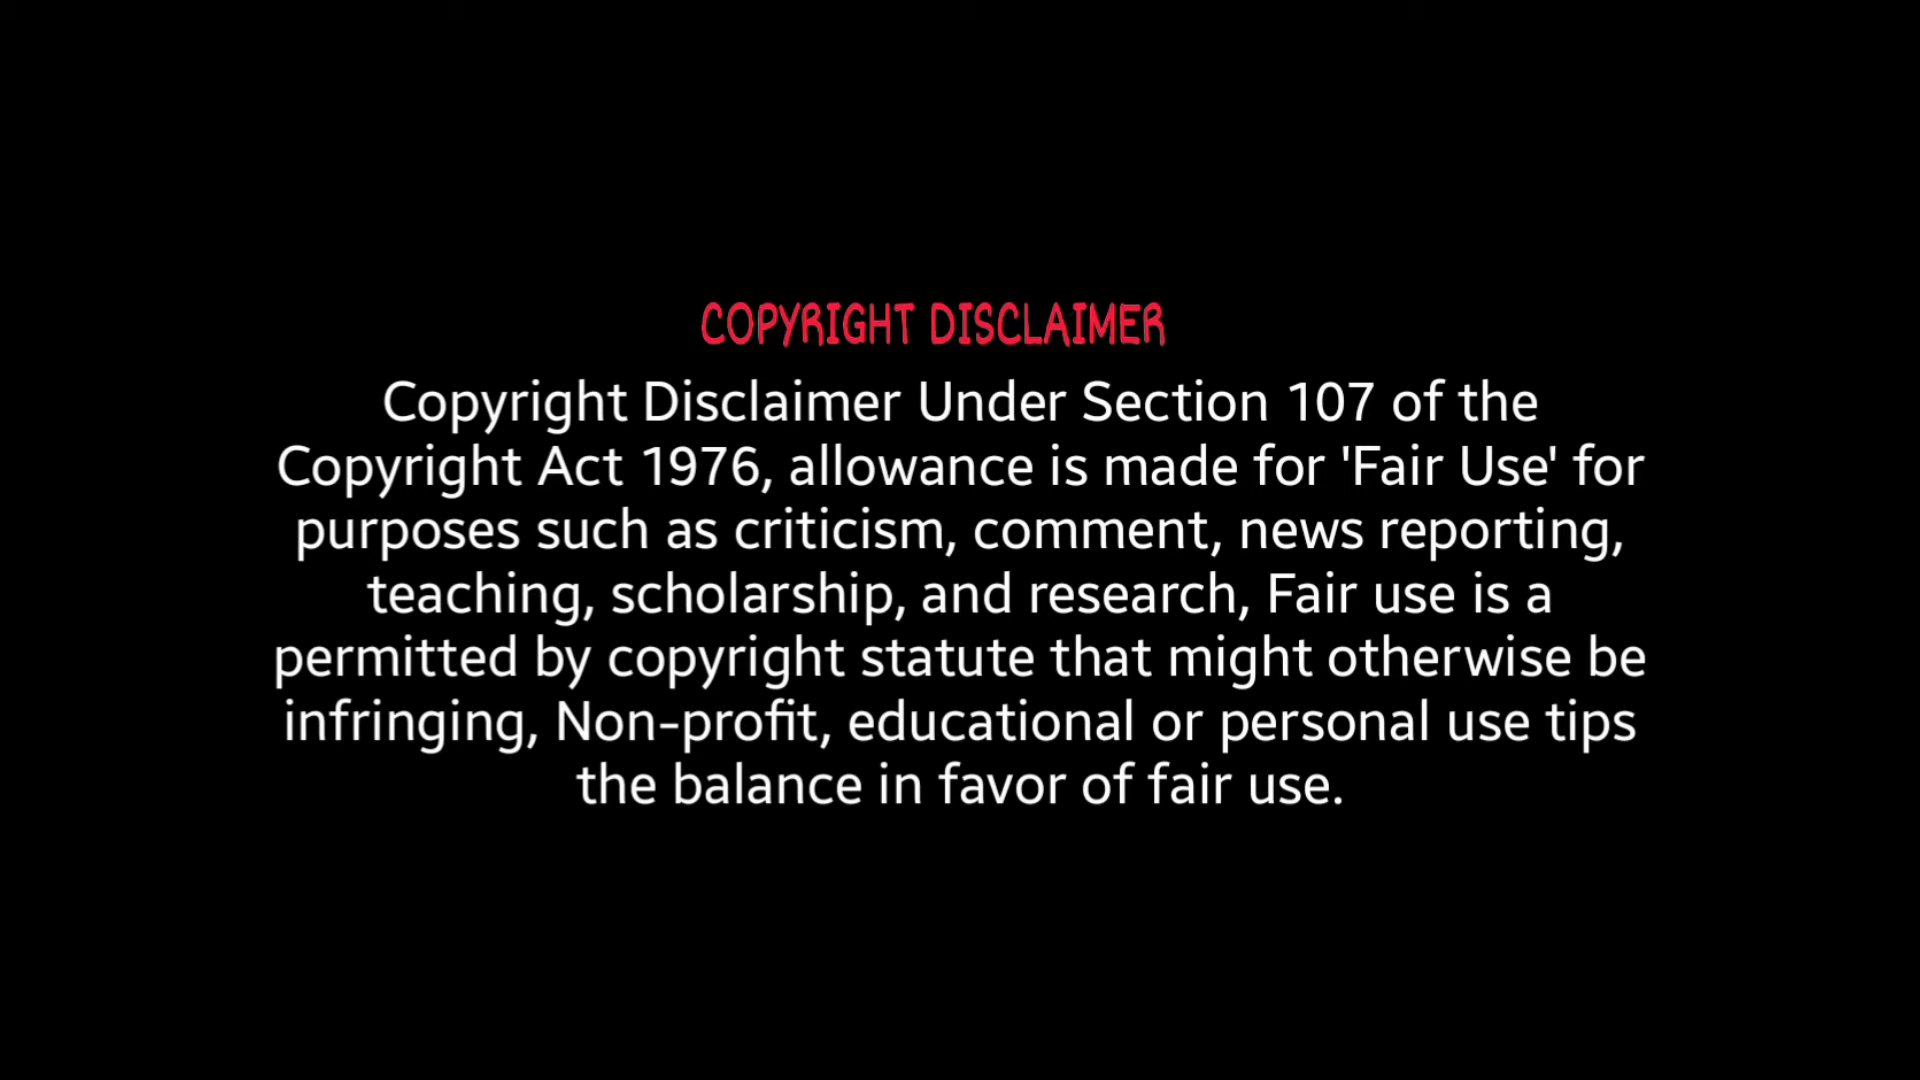 COPYRIGHT DISCLAIMER
Copyright Disclaimer Under Section 107 of the
Copyright Act 1976, allowance is made for 'Fair Use' for
purposes such as criticism, comment, news reporting,
teaching, scholarship, and research, Fair use is a
permitted by copyright statute that might otherwise be
infringing, Non-profit, educational or personal use tips
the balance in favor of fair use.